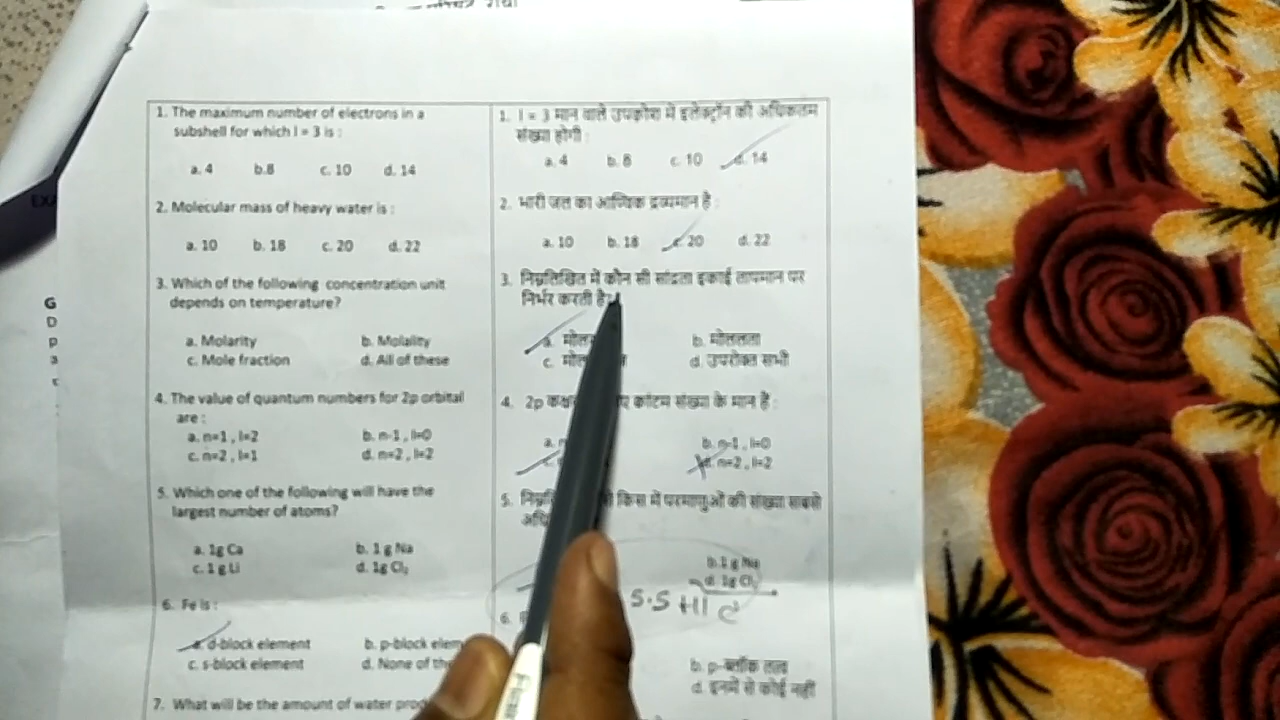 1. The maximum number of electrons in a
subshell for which l = 3 is :
a. 4 b.8 c. 10 d. 14
2. Molecular mass of heavy water is :
a. 10 b. 18 c. 20 d. 22
3. Which of the following concentration unit
depends on temperature?
a. Molarity b. Molality
c. Mole fraction d. All of these
4. The value of quantum numbers for 2p orbital
are :
a. n=1 , l=2 b. n-1 , l=0
c. n=2 , l=1 d. n=2 , l=2
5. Which one of the following will have the
largest number of atoms?
a. 1g Ca b. 1 g Na
c. 1 g Li d. 1g Cl₂
6. Fe is :
a. d-block element b. p-block elem
c. s-block element d. None of th
7. What will be the amount of water prod
1. l = 3 मान वाले उपकोश में इलेक्ट्रॉन की अधिकतम
संख्या होगी :
a. 4 b. 8 c. 10 d. 14
2. भारी जल का आण्विक द्रव्यमान है :
a. 10 b. 18 c. 20 d. 22
3. निम्नलिखित में कौन सी सांद्रता इकाई तापमान पर
निर्भर करती है
a. मोल b. मोललता
c. मोल d. उपरोक्त सभी
4. 2p कक्ष कोंटम संख्या के मान हैं :
b. n-1 , l=0
d. n=2 , l=2
5. किस में परमाणुओं की संख्या सबसे
b.1 g Na
d. 1g Cl₂
6.
b. p-ब्लॉक तत्व
d. इनमें से कोई नहीं